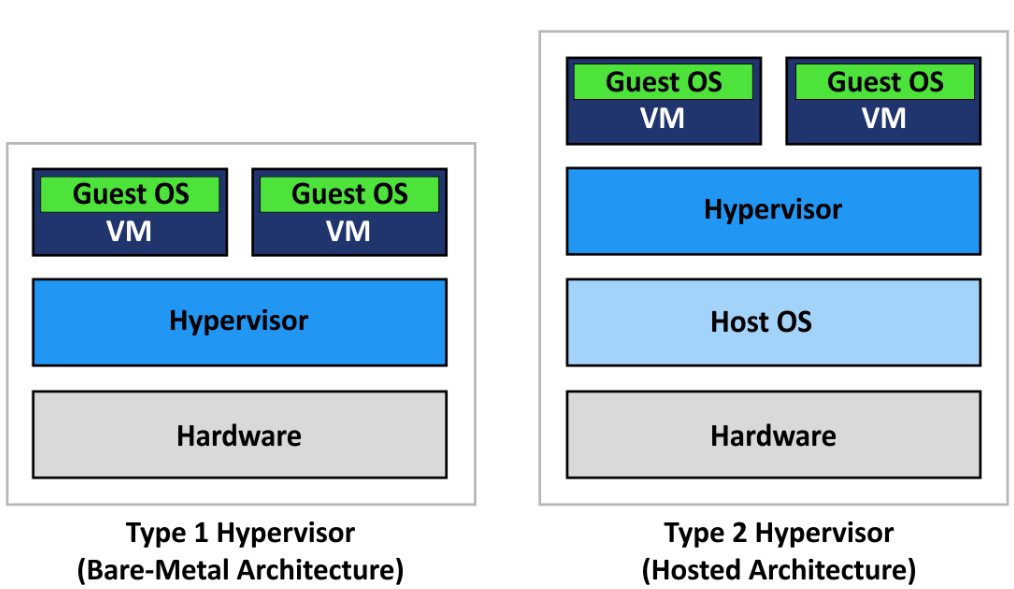 Guest OS
VM
Guest OS
VM
Hypervisor
Hardware
Type 1 Hypervisor
(Bare-Metal Architecture)
Guest OS
VM
Guest OS
VM
Hypervisor
Host OS
Hardware
Type 2 Hypervisor
(Hosted Architecture)